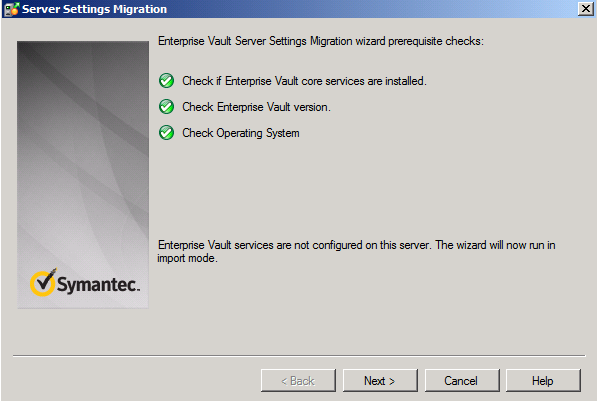 Server Settings Migration
Enterprise Vault Server Settings Migration wizard prerequisite checks:
Check if Enterprise Vault core services are installed.
Check Enterprise Vault version.
Check Operating System
Enterprise Vault services are not configured on this server. The wizard will now run in
import mode.
Symantec.
< Back
Next >
Cancel
Help